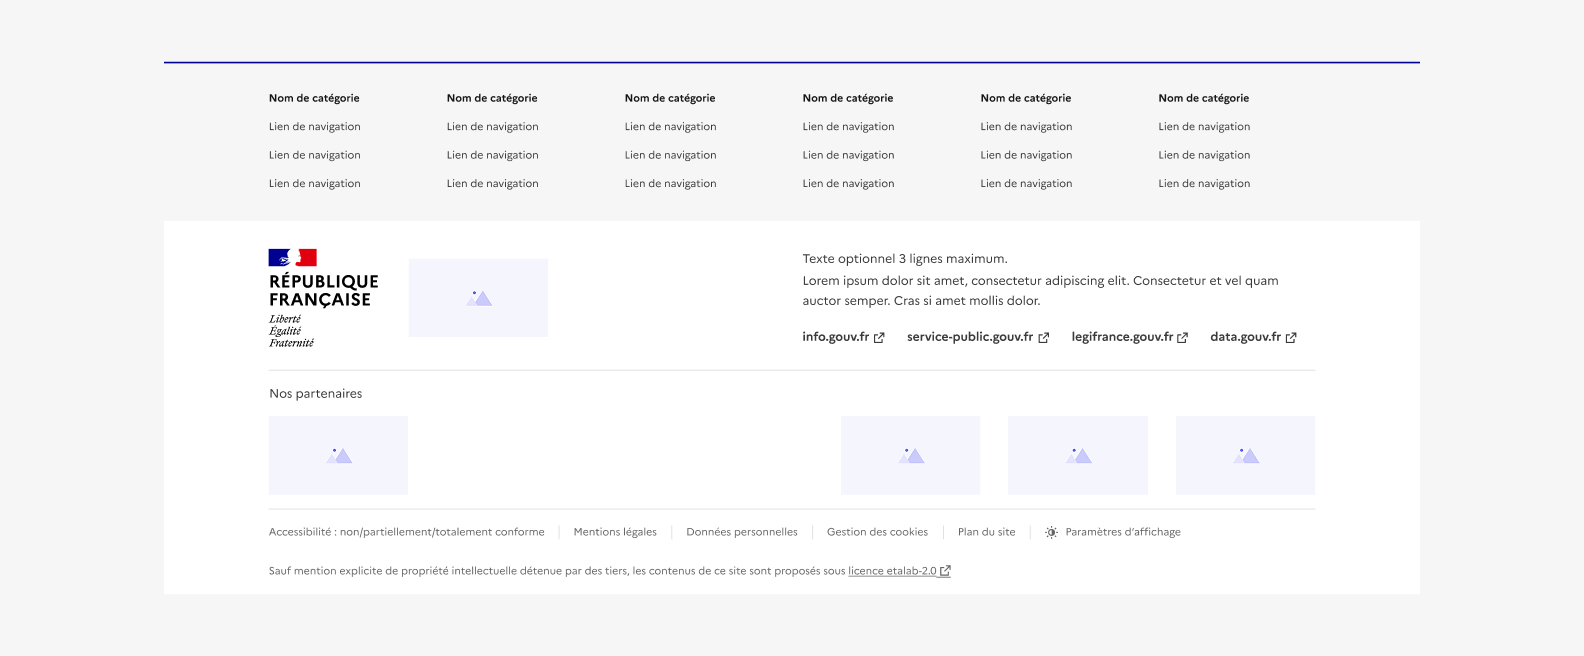 Nom de catégorie Nom de catégorie Nom de catégorie Nom de catégorie Nom de catégorie Nom de catégorie
Lien de navigation Lien de navigation Lien de navigation Lien de navigation Lien de navigation Lien de navigation
Lien de navigation Lien de navigation Lien de navigation Lien de navigation Lien de navigation Lien de navigation
Lien de navigation Lien de navigation Lien de navigation Lien de navigation Lien de navigation Lien de navigation
RÉPUBLIQUE
FRANÇAISE
Liberté
Égalité
Fraternité
Texte optionnel 3 lignes maximum.
Lorem ipsum dolor sit amet, consectetur adipiscing elit. Consectetur et vel quam
auctor semper. Cras si amet mollis dolor.
info.gouv.fr service-public.gouv.fr legifrance.gouv.fr data.gouv.fr
Nos partenaires
Accessibilité : non/partiellement/totalement conforme Mentions légales Données personnelles Gestion des cookies Plan du site Paramètres d’affichage
Sauf mention explicite de propriété intellectuelle détenue par des tiers, les contenus de ce site sont proposés sous licence etalab-2.0